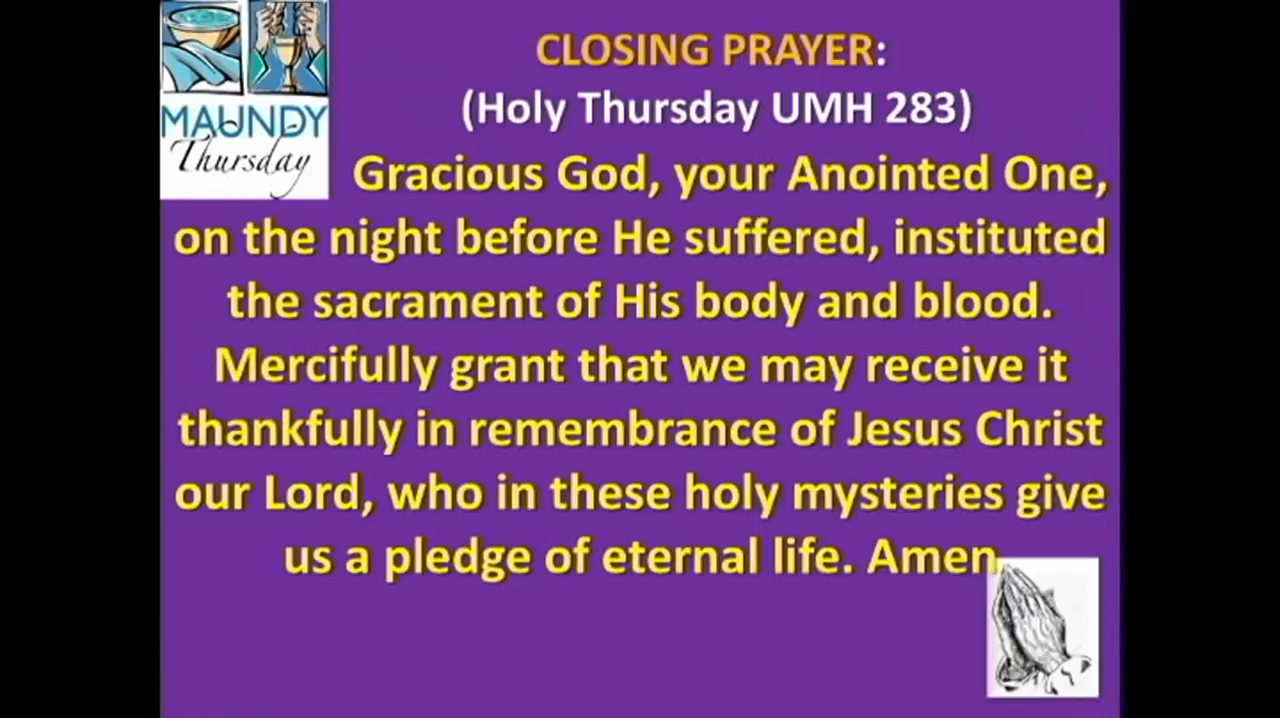 MAUNDY
Thursday
CLOSING PRAYER:
(Holy Thursday UMH 283)
Gracious God, your Anointed One,
on the night before He suffered, instituted
the sacrament of His body and blood.
Mercifully grant that we may receive it
thankfully in remembrance of Jesus Christ
our Lord, who in these holy mysteries give
us a pledge of eternal life. Amen.